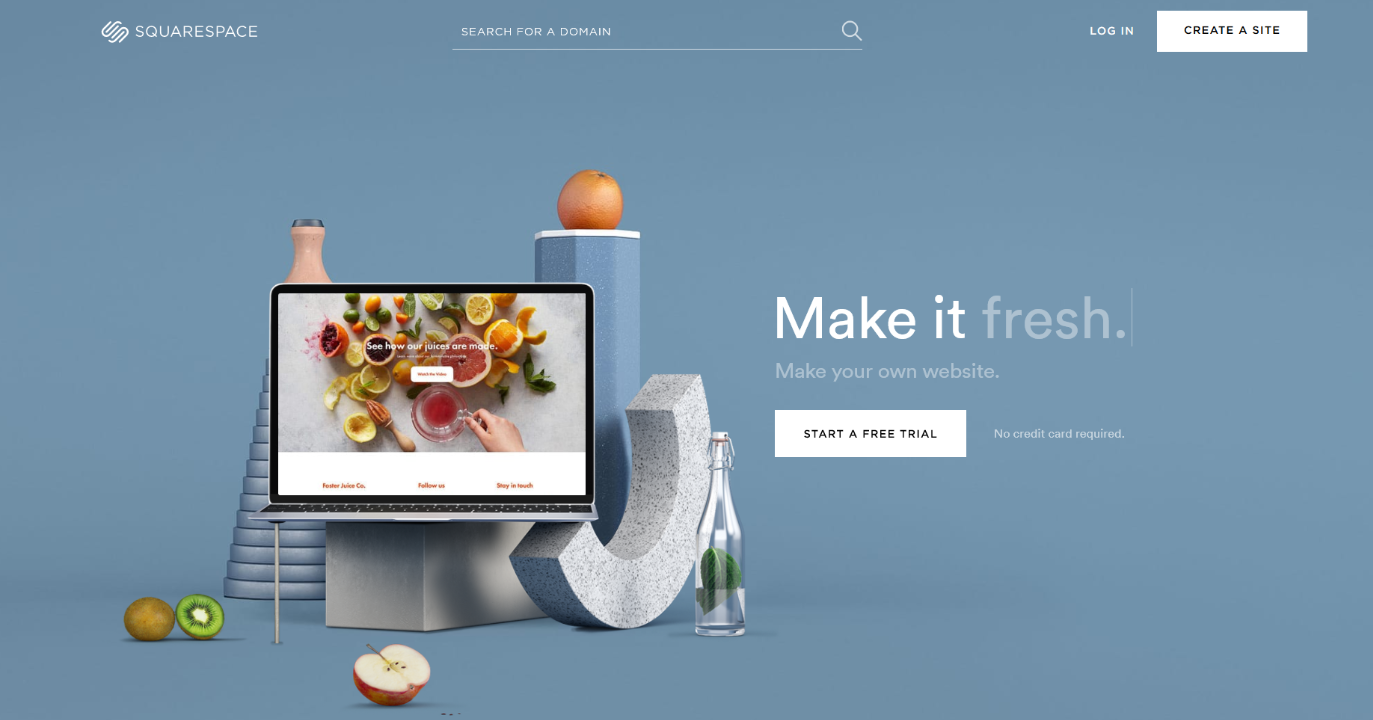 SQUARESPACE
SEARCH FOR A DOMAIN
LOG IN
CREATE A SITE
Make it fresh.
Make your own website.
START A FREE TRIAL
No credit card required.
See how our juices are made.
Watch the Video
Foster Juice Co.
Follow us
Stay in touch